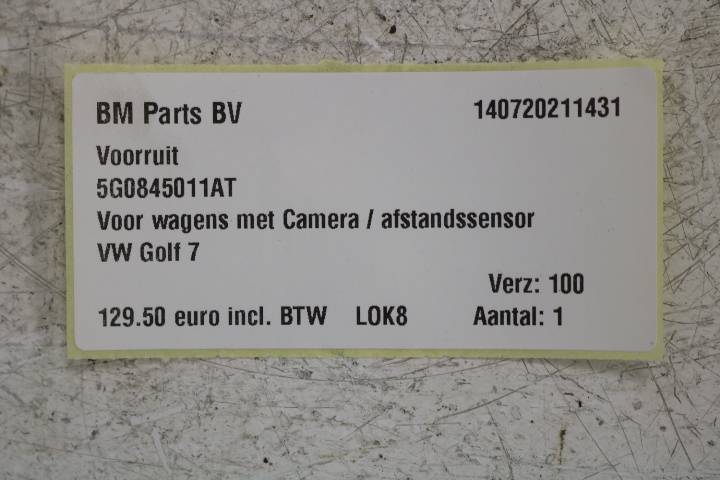 BM Parts BV 140720211431
Voorruit
5G0845011AT
Voor wagens met Camera / afstandssensor
VW Golf 7
Verz: 100
129.50 euro incl. BTW LOK8 Aantal: 1